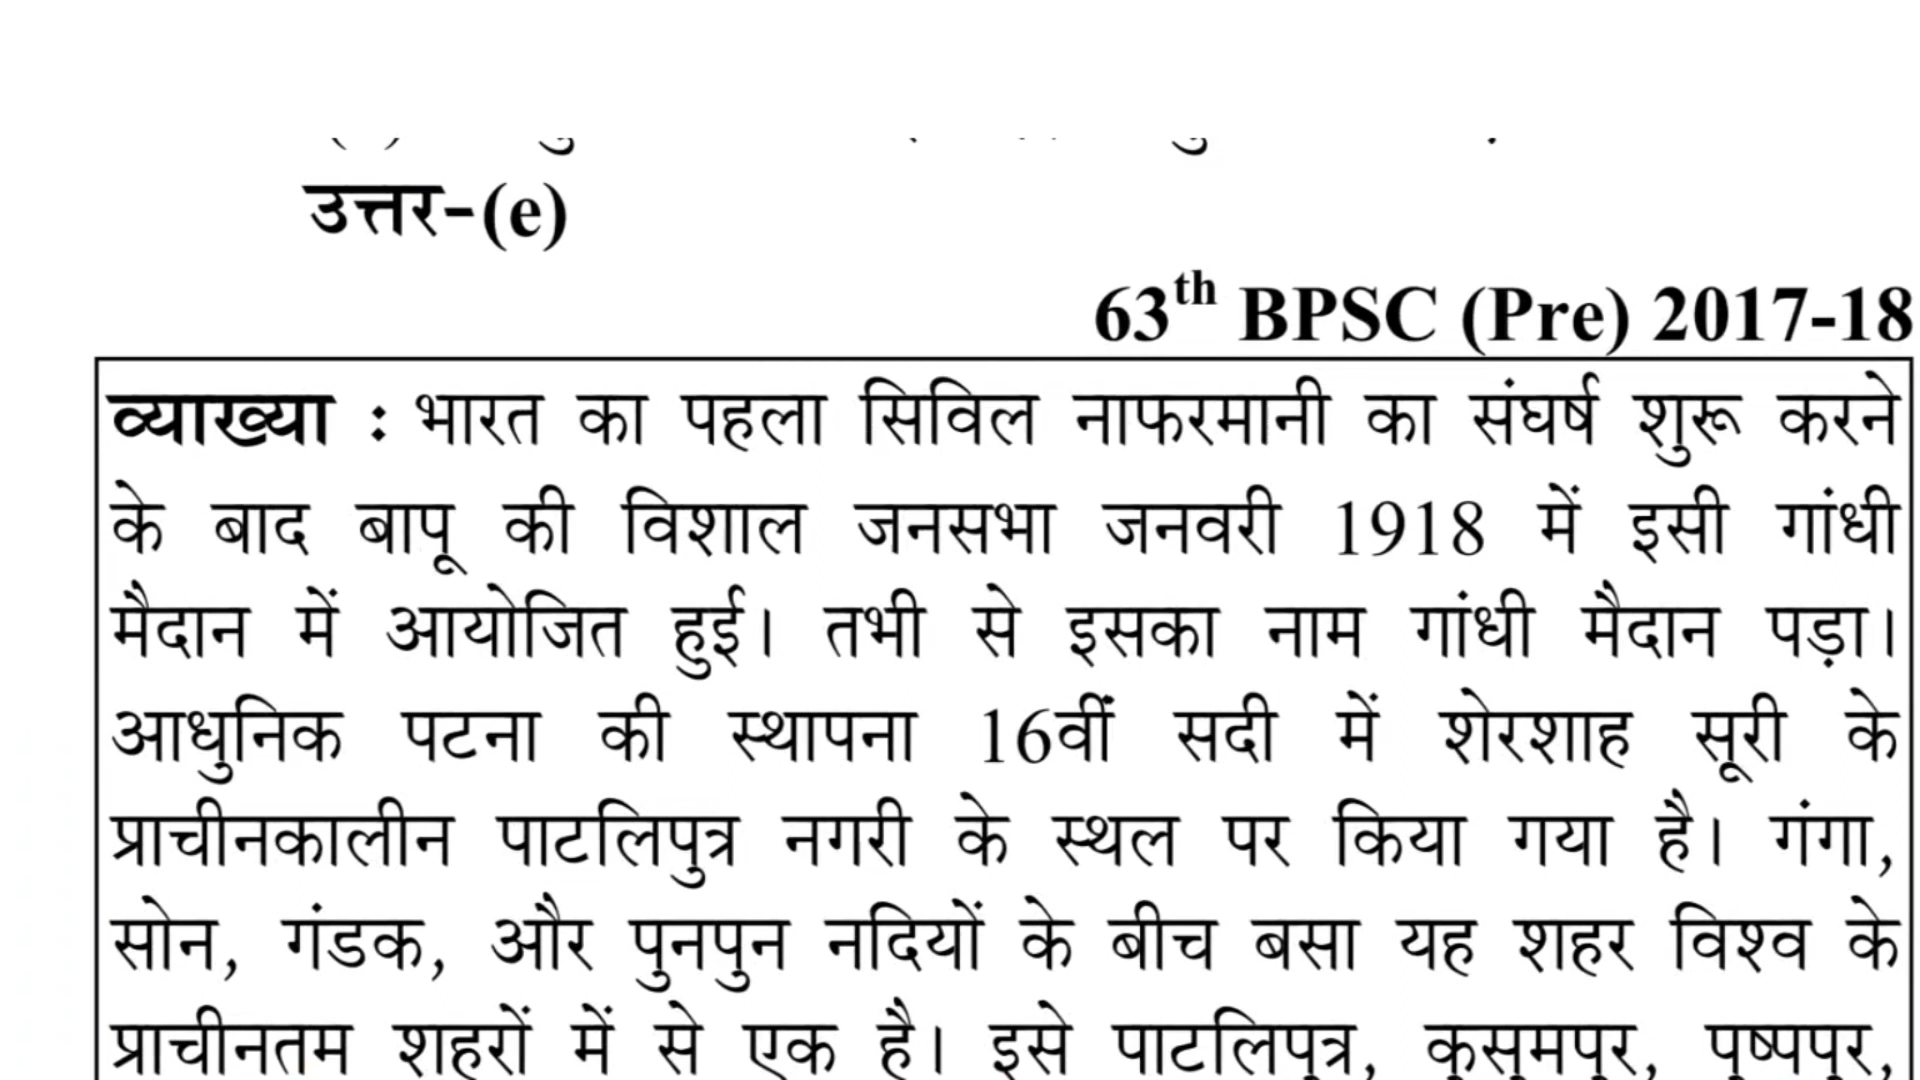 उत्तर-(e)
63th BPSC (Pre) 2017-18
व्याख्या : भारत का पहला सिविल नाफरमानी का संघर्ष शुरू करने
के बाद बापू की विशाल जनसभा जनवरी 1918 में इसी गांधी
मैदान में आयोजित हुई। तभी से इसका नाम गांधी मैदान पड़ा।
आधुनिक पटना की स्थापना 16वीं सदी में शेरशाह सूरी के
प्राचीनकालीन पाटलिपुत्र नगरी के स्थल पर किया गया है। गंगा,
सोन, गंडक, और पुनपुन नदियों के बीच बसा यह शहर विश्व के
प्राचीनतम शहरों में से एक है। इसे पाटलिपुत्र, कुसुमपुर, पुष्पपुर,